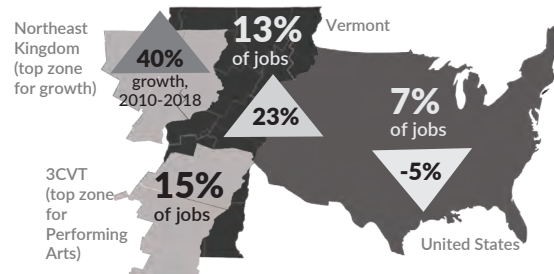 Northeast
Kingdom
(top zone
for growth)
40%
growth,
2010-2018
13%
of jobs
Vermont
23%
7%
of jobs
-5%
United States
3CVT
(top zone
for
Performing
Arts)
15%
of jobs